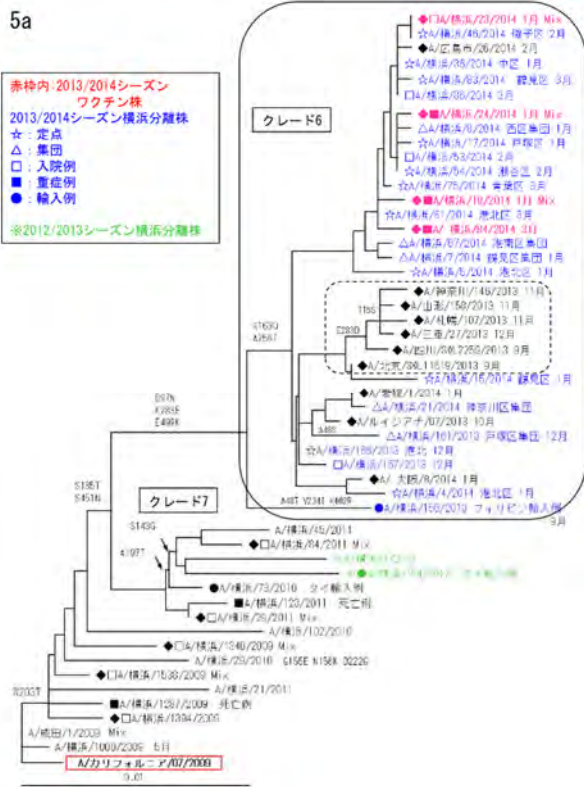 5a
赤枠内:2013/2014シーズン
ワクチン株
2013/2014シーズン横浜分離株
☆:定点
△:集団
□:入院例
■:重症例
●:輸入例
※2012/2013シーズン横浜分離株
クレード6
◆□A/横浜/23/2014 1月 Mix
☆A/横浜/46/2014 磯子区 2月
◆A/広島市/26/2014 2月
☆A/横浜/36/2014 中区 1月
☆A/横浜/83/2014 鶴見区 3月
□A/横浜/86/2014 3月
◆■A/横浜/24/2014 1月 Mix
△A/横浜/8/2014 西区集団 1月
☆A/横浜/17/2014 戸塚区 1月
□A/横浜/53/2014 2月
☆A/横浜/54/2014 瀬谷区 2月
☆A/横浜/75/2014 青葉区 3月
◆■A/横浜/10/2014 1月 Mix
☆A/横浜/61/2014 港北区 3月
◆■A/横浜/84/2014
△A/横浜/67/2014 港南区集団
△A/横浜/7/2014 鶴見区集団 1月
☆A/横浜/5/2014 港北区 1月
K163Q
A256T
◆A/神奈川/146/2013 11月
T15S
◆A/山形/158/2013 11月
◆A/札幌/107/2013 11月
◆A/三重/27/2013 12月
◆A/四川/SWL2259/2013 9月
◆A/北京/SWL11619/2013 9月
☆A/横浜/16/2014 鶴見区 1月
◆A/愛媛/1/2014 1月
△A/横浜/21/2014 神奈川区集団
◆A/ルイジアナ/07/2013 10月
△A/横浜/161/2013 戸塚区集団 12月
☆A/横浜/166/2013 港北 12月
□A/横浜/167/2013 12月
◆A/大阪/8/2014 1月
☆A/横浜/4/2014 港北区 1月
●A/横浜/156/2013 フィリピン輸入例
9月
D97N
K283E
E499K
S185T
S451N
クレード7
S143G
A197T
A/横浜/45/2014
◆□A/横浜/84/2011 Mix
●A/横浜/73/2010 タイ輸入例
■A/横浜/123/2011 死亡例
◆□A/横浜/26/2011 Mix
A/横浜/102/2010
◆□A/横浜/1346/2009 Mix
A/横浜/29/2010 G155E N156K D222G
◆□A/横浜/1538/2009 Mix
S203T
A/横浜/21/2011
■A/横浜/1287/2009 死亡例
◆□A/横浜/1394/2009
A/成田/1/2009 Mix
A/横浜/1000/2009 5月
A/カリフォルニア/07/2009
0.01